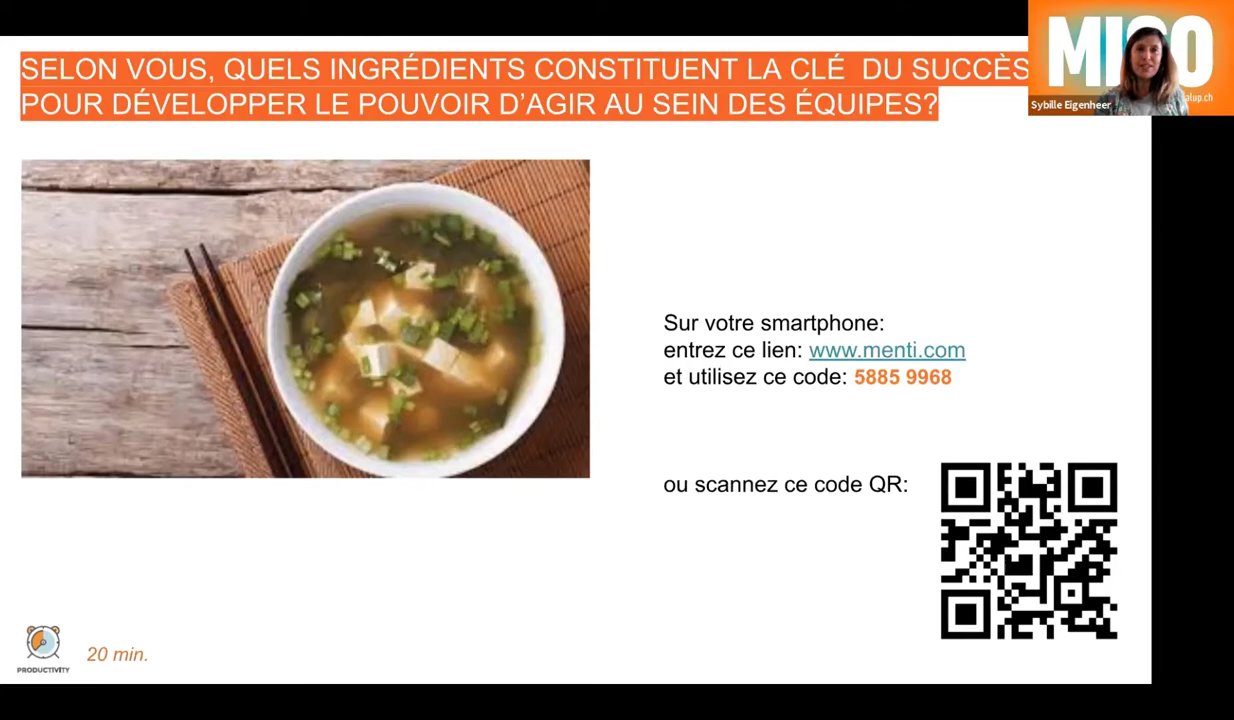 SELON VOUS, QUELS INGRÉDIENTS CONSTITUENT LA CLÉ DU SUCCÈS
POUR DÉVELOPPER LE POUVOIR D’AGIR AU SEIN DES ÉQUIPES?
Sybille Eigenheer
alup.ch
Sur votre smartphone:
entrez ce lien: www.menti.com
et utilisez ce code: 5885 9968
ou scannez ce code QR:
PRODUCTIVITY
20 min.